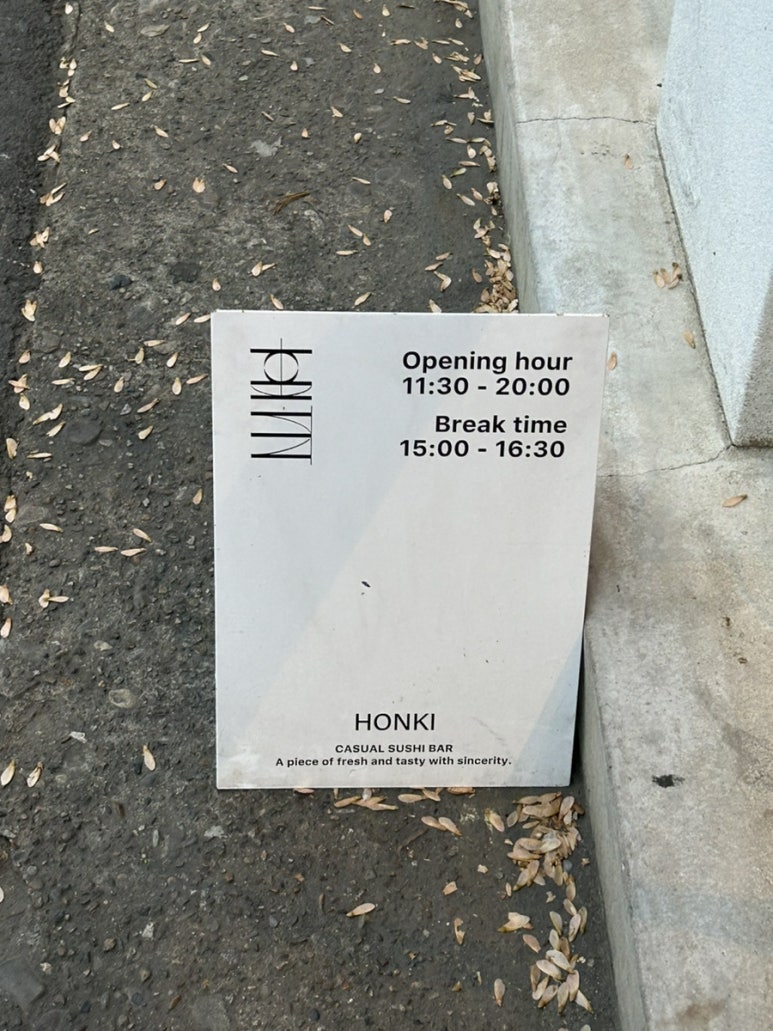 Opening hour
11:30 - 20:00
Break time
15:00 - 16:30
HONKI
CASUAL SUSHI BAR
A piece of fresh and tasty with sincerity.